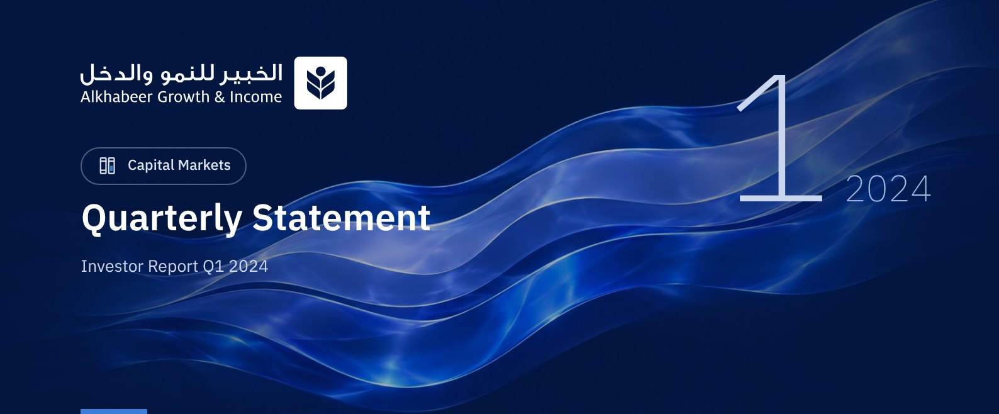 الخبير للنمو والدخل
Alkhabeer Growth & Income
Capital Markets
Quarterly Statement
Investor Report Q1 2024
1 2024